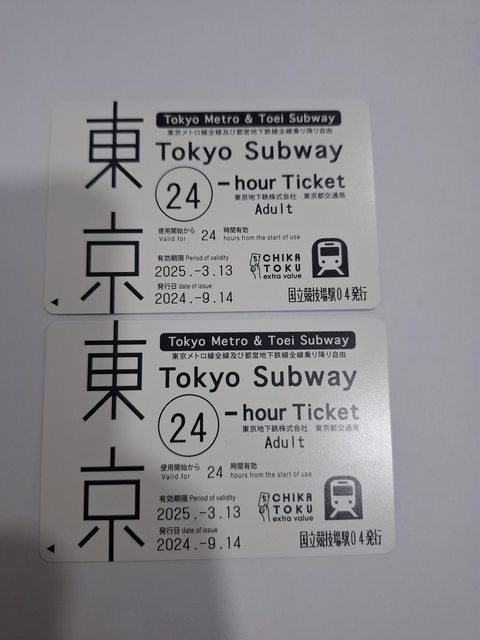 東京
Tokyo Metro & Toei Subway
東京メトロ線全線及び都営地下鉄線全線乗り降り自由
Tokyo Subway
24 -hour Ticket
東京地下鉄株式会社 東京都交通局
Adult
使用開始から 24 時間有効
Valid for hours from the start of use
有効期限 Period of validity
2025.-3.13
発行日 date of issue
2024.-9.14
CHIKA
TOKU
extra value
国立競技場駅04発行
東京
Tokyo Metro & Toei Subway
東京メトロ線全線及び都営地下鉄線全線乗り降り自由
Tokyo Subway
24 -hour Ticket
東京地下鉄株式会社 東京都交通局
Adult
使用開始から 24 時間有効
Valid for hours from the start of use
有効期限 Period of validity
2025.-3.13
発行日 date of issue
2024.-9.14
CHIKA
TOKU
extra value
国立競技場駅04発行